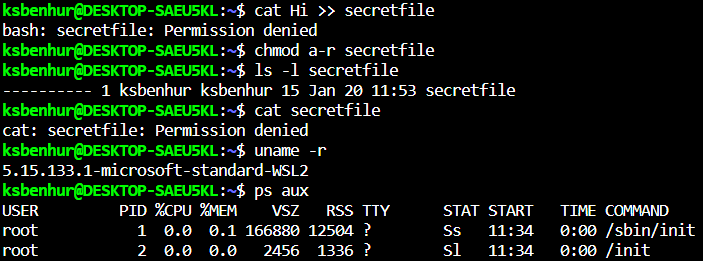 ksbenhur@DESKTOP-SAEU5KL:~$ cat Hi >> secretfile
bash: secretfile: Permission denied
ksbenhur@DESKTOP-SAEU5KL:~$ chmod a-r secretfile
ksbenhur@DESKTOP-SAEU5KL:~$ ls -l secretfile
---------- 1 ksbenhur ksbenhur 15 Jan 20 11:53 secretfile
ksbenhur@DESKTOP-SAEU5KL:~$ cat secretfile
cat: secretfile: Permission denied
ksbenhur@DESKTOP-SAEU5KL:~$ uname -r
5.15.133.1-microsoft-standard-WSL2
ksbenhur@DESKTOP-SAEU5KL:~$ ps aux
USER         PID %CPU %MEM    VSZ   RSS TTY      STAT START   TIME COMMAND
root           1  0.0  0.1 166880 12504 ?        Ss   11:34   0:00 /sbin/init
root           2  0.0  0.0   2456  1336 ?        Sl   11:34   0:00 /init